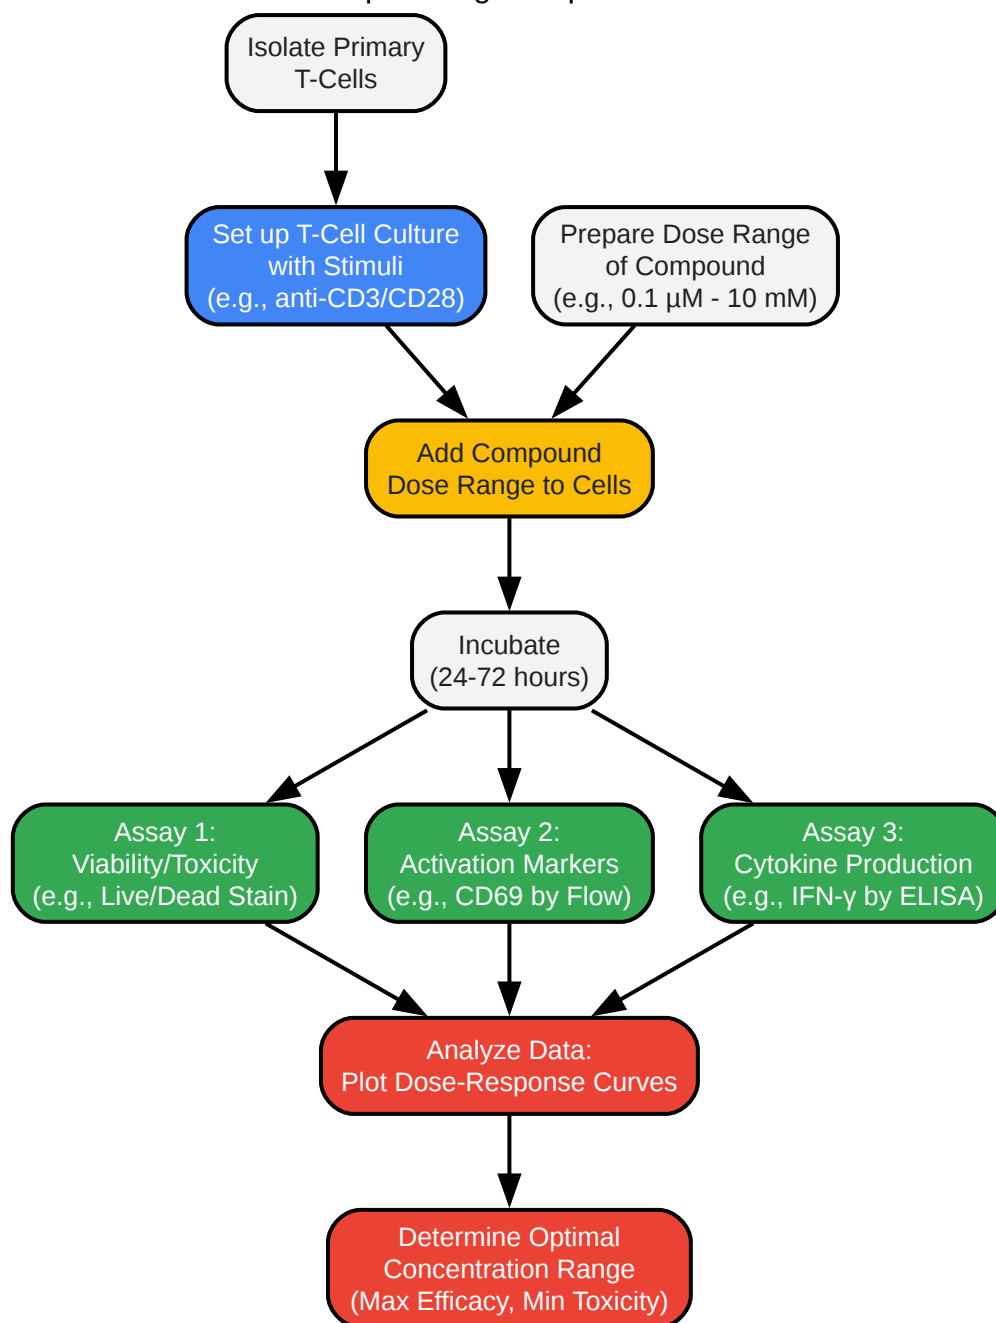 Isolate Primary
T-Cells
Set up T-Cell Culture
with Stimuli
(e.g., anti-CD3/CD28)
Prepare Dose Range
of Compound
(e.g., 0.1 µM - 10 mM)
Add Compound
Dose Range to Cells
Incubate
(24-72 hours)
Assay 1:
Viability/Toxicity
(e.g., Live/Dead Stain)
Assay 2:
Activation Markers
(e.g., CD69 by Flow)
Assay 3:
Cytokine Production
(e.g., IFN-γ by ELISA)
Analyze Data:
Plot Dose-Response Curves
Determine Optimal
Concentration Range
(Max Efficacy, Min Toxicity)